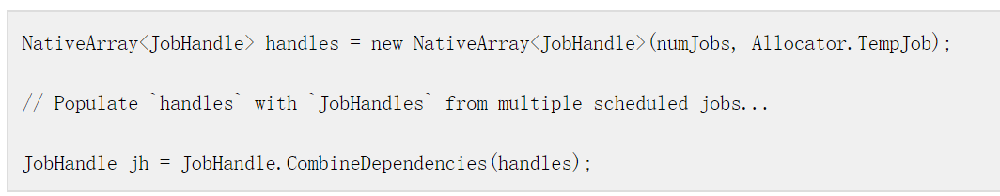 NativeArray<JobHandle> handles = new NativeArray<JobHandle>(numJobs, Allocator.TempJob);
// Populate `handles` with `JobHandles` from multiple scheduled jobs...
JobHandle jh = JobHandle.CombineDependencies(handles);